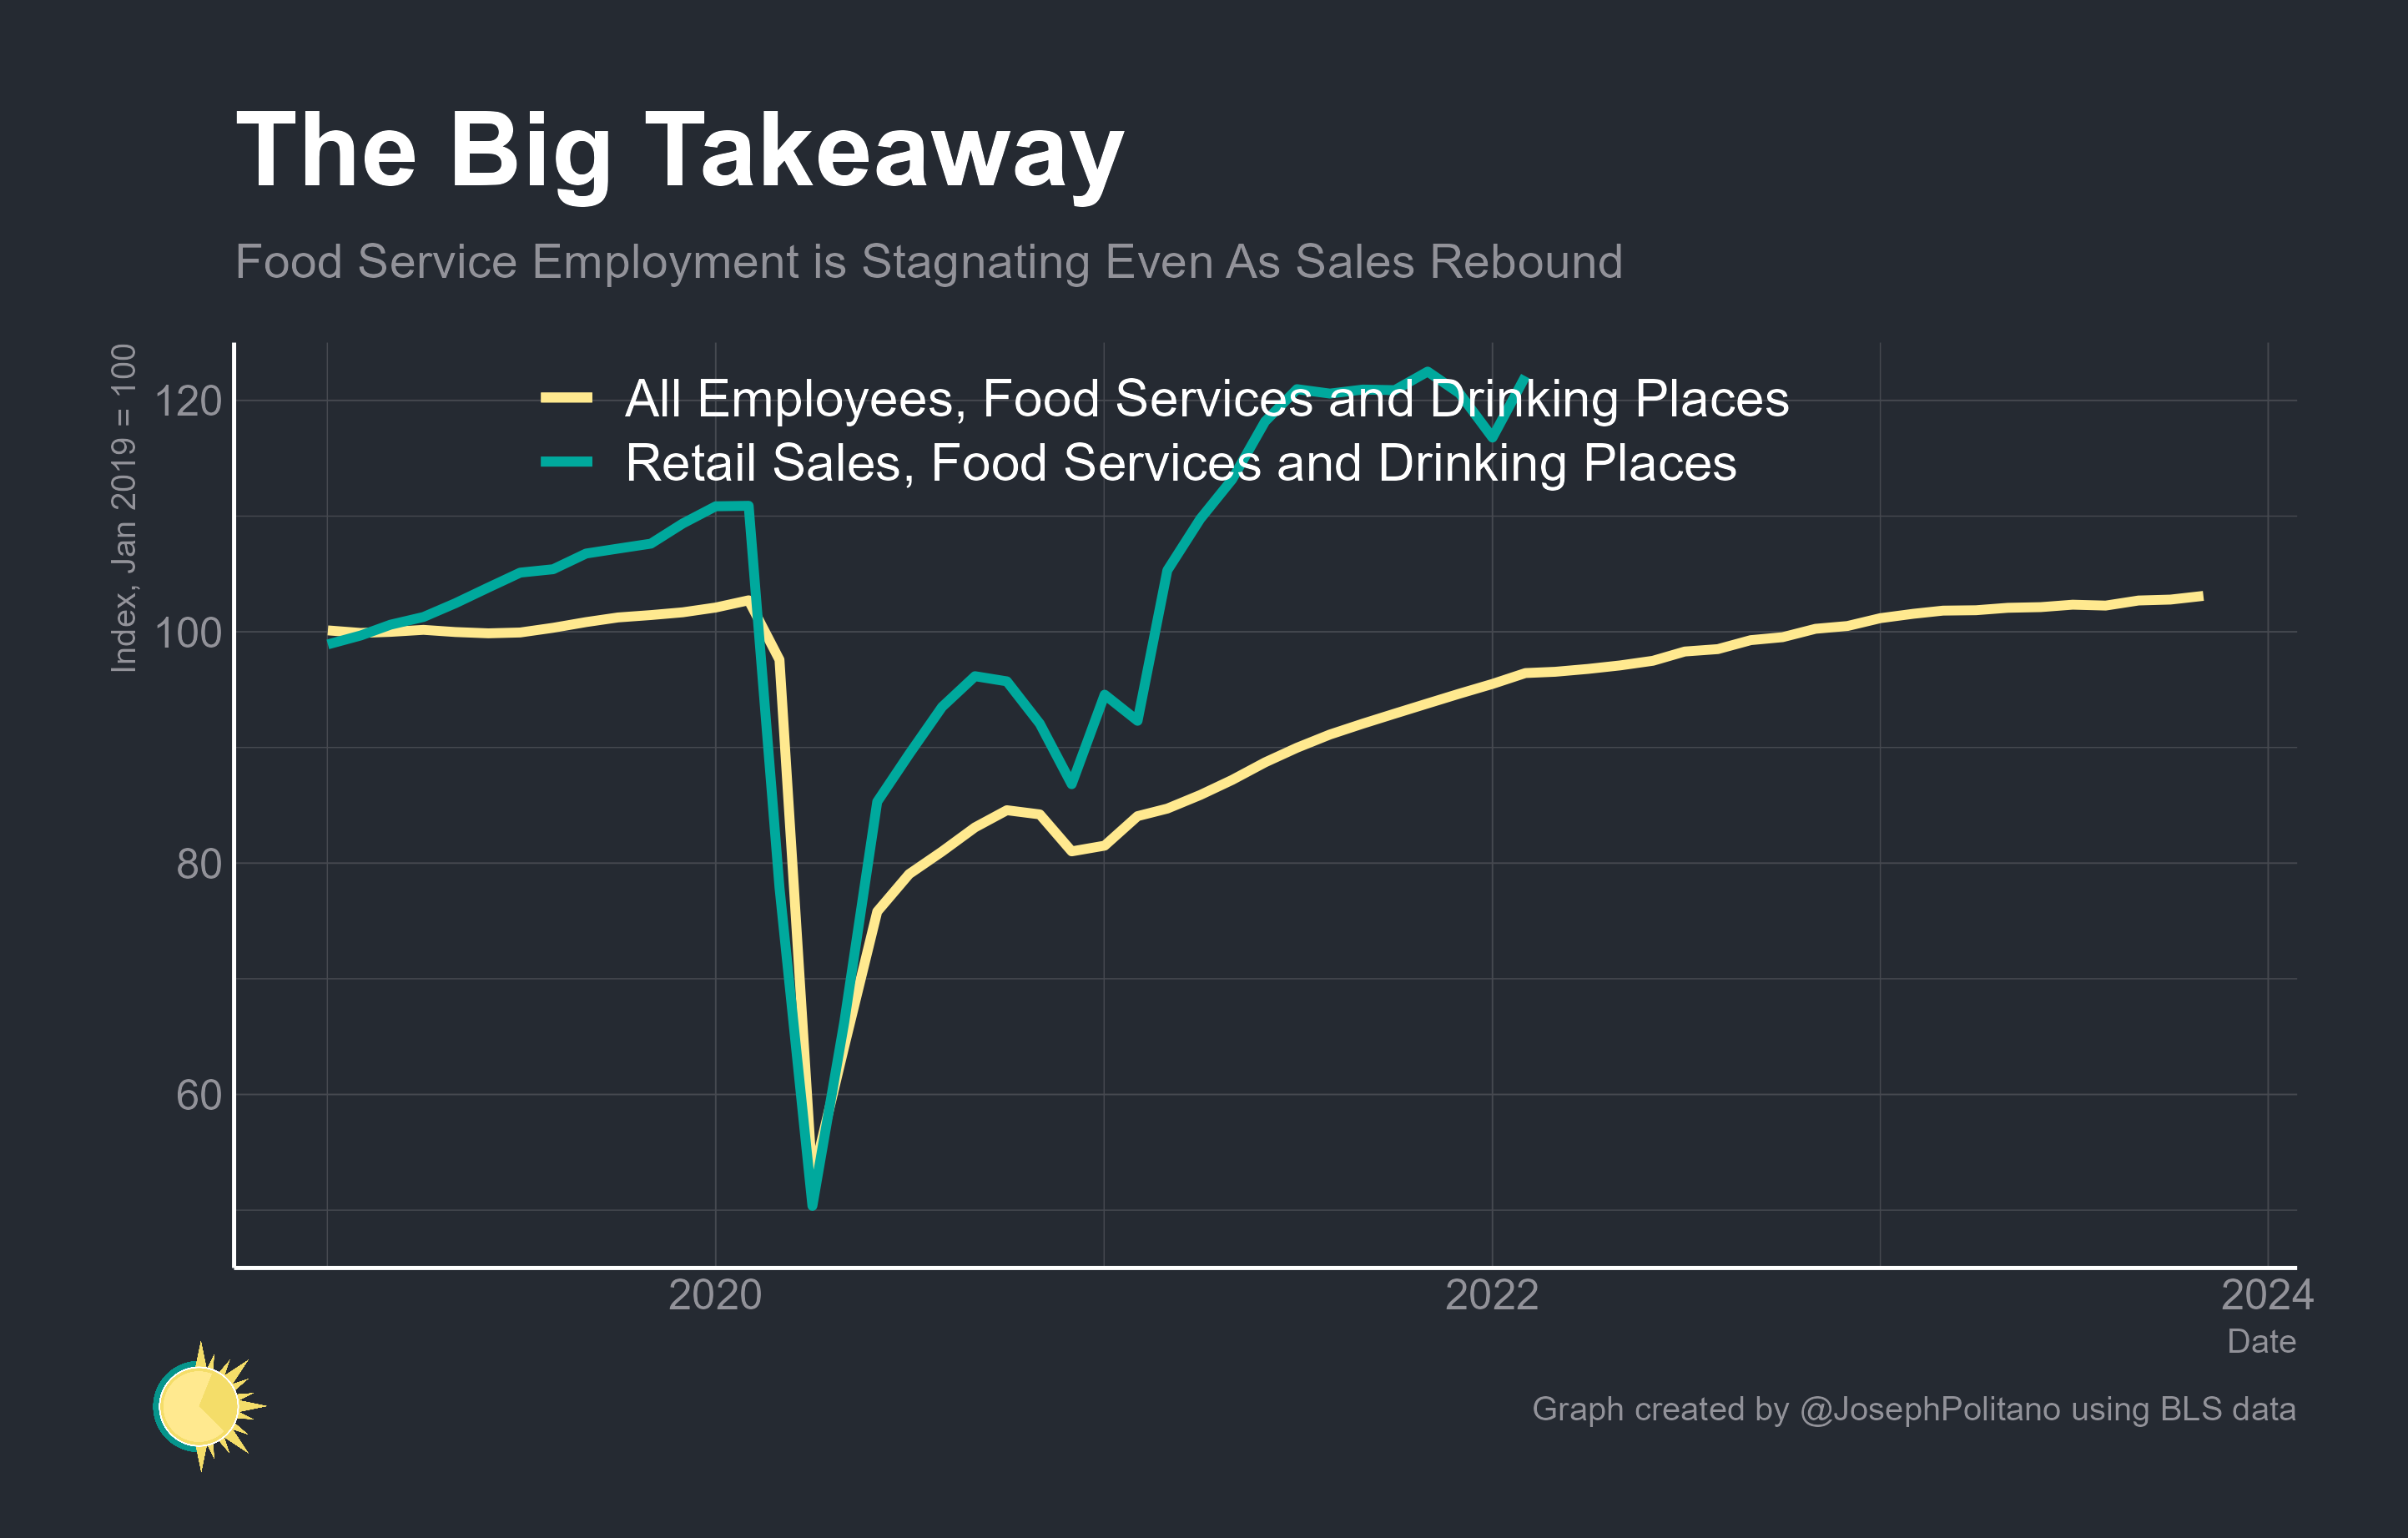 The Big Takeaway
Food Service Employment is Stagnating Even As Sales Rebound
Index, Jan 2019 = 100
120
100
80
60
All Employees, Food Services and Drinking Places
Retail Sales, Food Services and Drinking Places
2020
2022
2024
Date
Graph created by @JosephPolitano using BLS data